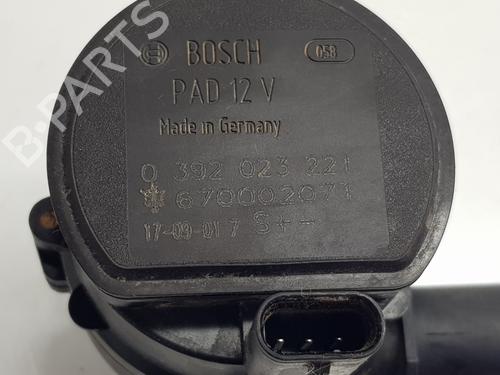 BOSCH 058
PAD 12 V
Made in Germany
0 392 023 221
670002071
17-09-01 7 S + -
B-PARTS